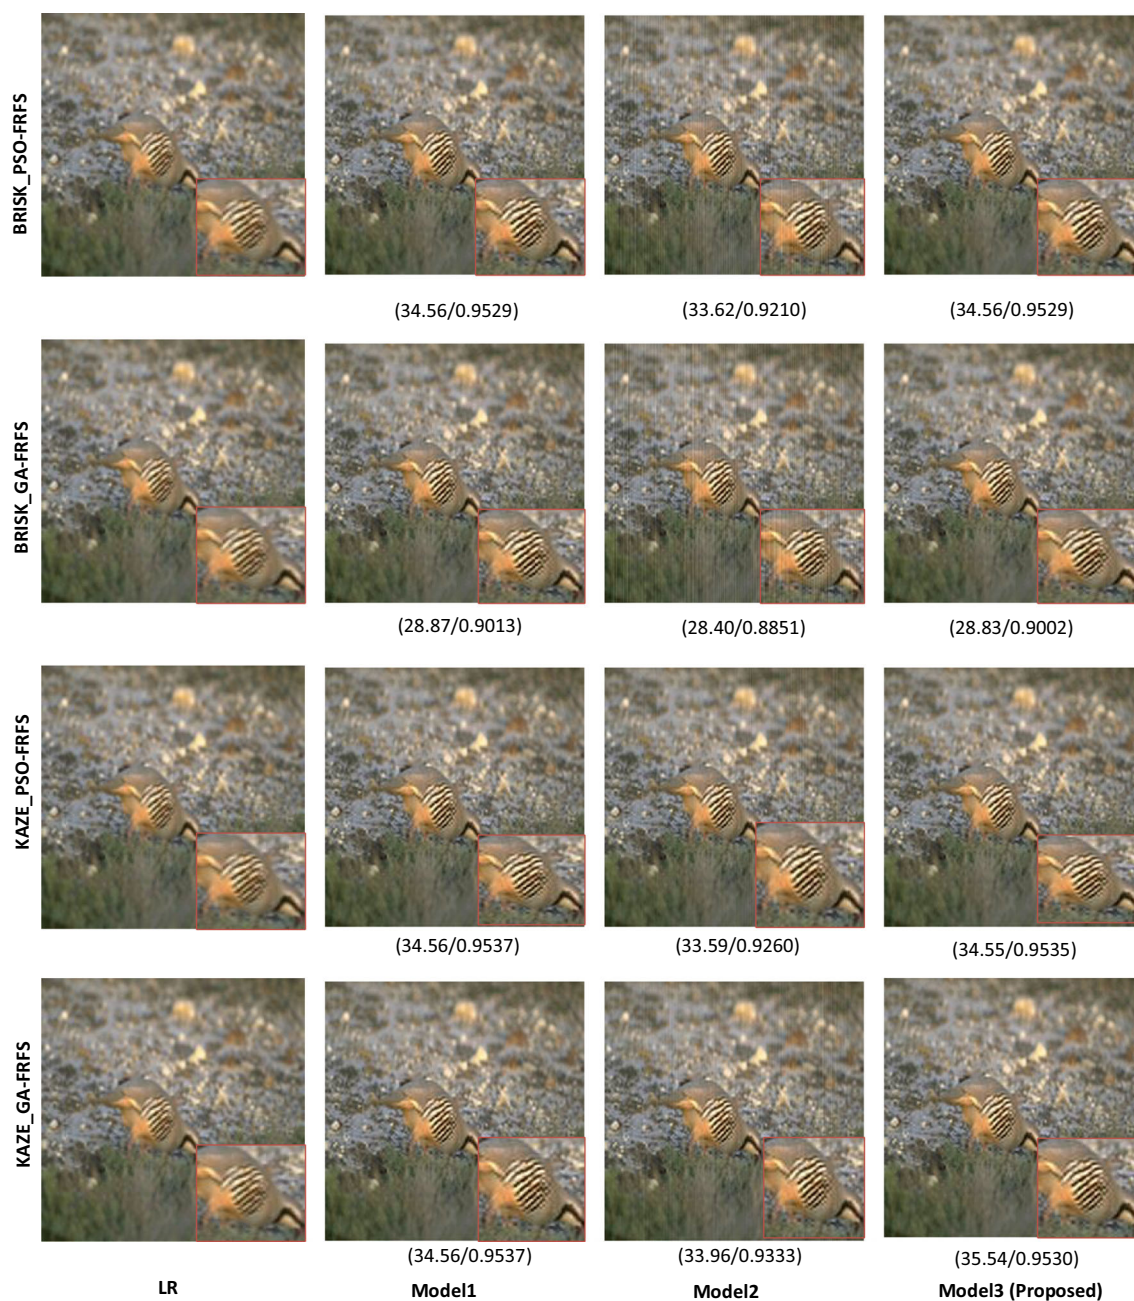 BRISK_PSO-FRFS
(34.56/0.9529)
(33.62/0.9210)
(34.56/0.9529)
BRISK_GA-FRFS
(28.87/0.9013)
(28.40/0.8851)
(28.83/0.9002)
KAZE_PSO-FRFS
(34.56/0.9537)
(33.59/0.9260)
(34.55/0.9535)
KAZE_GA-FRFS
(34.56/0.9537)
(33.96/0.9333)
(35.54/0.9530)
LR
Model1
Model2
Model3 (Proposed)